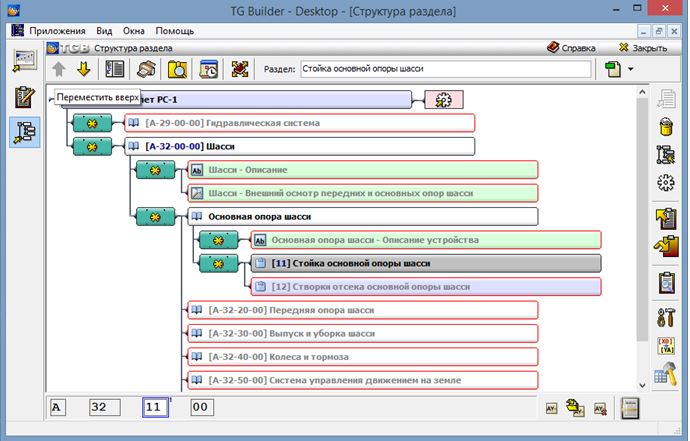 TG Builder - Desktop - [Структура раздела]
Приложения Вид Окна Помощь
TGB Структура раздела Справка Закрыть
Раздел: Стойка основной опоры шасси
Переместить вверх
лет РС-1
[A-29-00-00] Гидравлическая система
[A-32-00-00] Шасси
Ab Шасси - Описание
Шасси - Внешний осмотр передних и основных опор шасси
Основная опора шасси
Ab Основная опора шасси - Описание устройства
[11] Стойка основной опоры шасси
[12] Створки отсека основной опоры шасси
[A-32-20-00] Передняя опора шасси
[A-32-30-00] Выпуск и уборка шасси
[A-32-40-00] Колеса и тормоза
[A-32-50-00] Система управления движением на земле
A 32 11 00